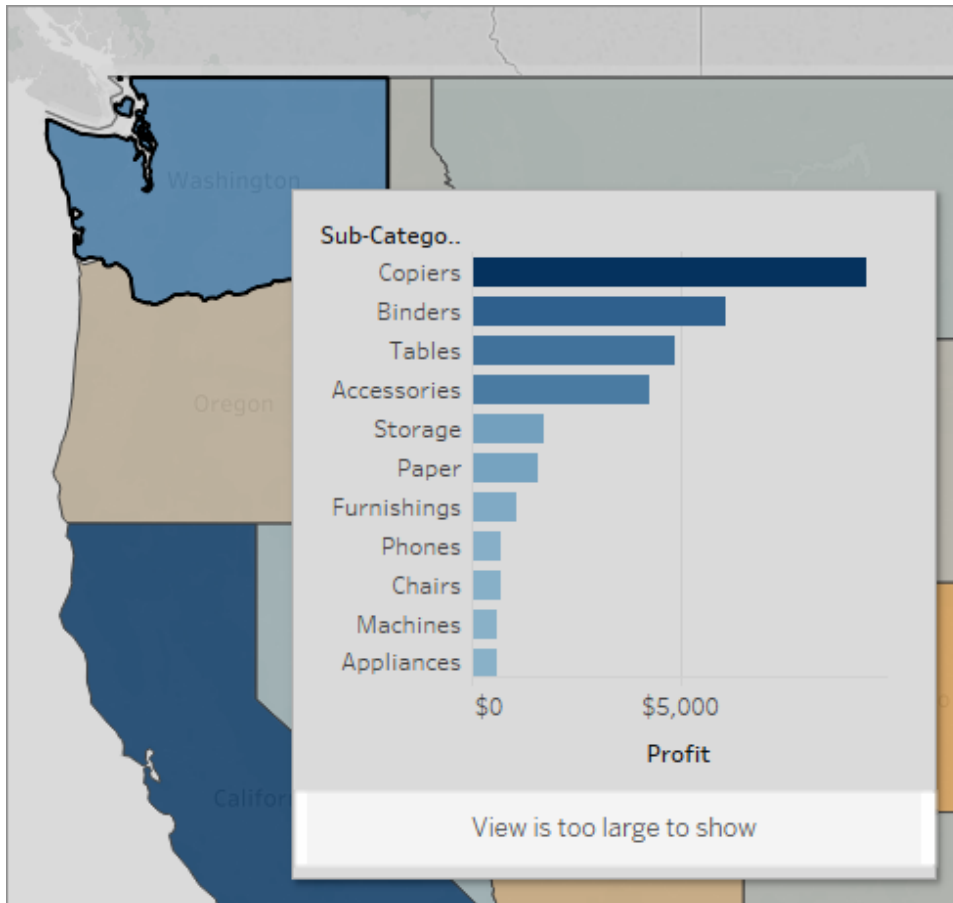 Washington
Sub-Catego..
Copiers
Binders
Tables
Accessories
Oregon
Storage
Paper
Furnishings
Phones
Chairs
Machines
Appliances
$0 $5,000
Profit
View is too large to show